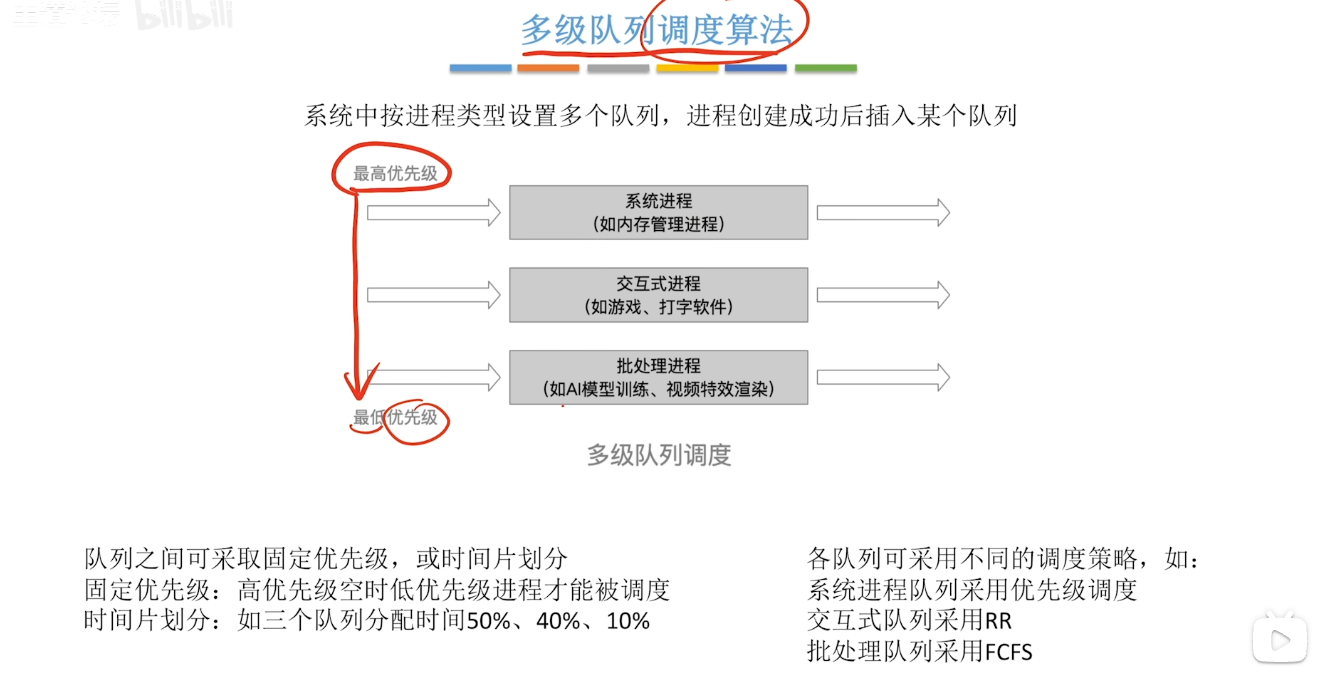 bilibili
多级队列调度算法
系统中按进程类型设置多个队列，进程创建成功后插入某个队列
最高优先级
系统进程
（如内存管理进程）
交互式进程
（如游戏、打字软件）
批处理进程
（如AI模型训练、视频特效渲染）
最低优先级
多级队列调度
队列之间可采取固定优先级，或时间片划分
固定优先级：高优先级空时低优先级进程才能被调度
时间片划分：如三个队列分配时间50%、40%、10%
各队列可采用不同的调度策略，如：
系统进程队列采用优先级调度
交互式队列采用RR
批处理队列采用FCFS